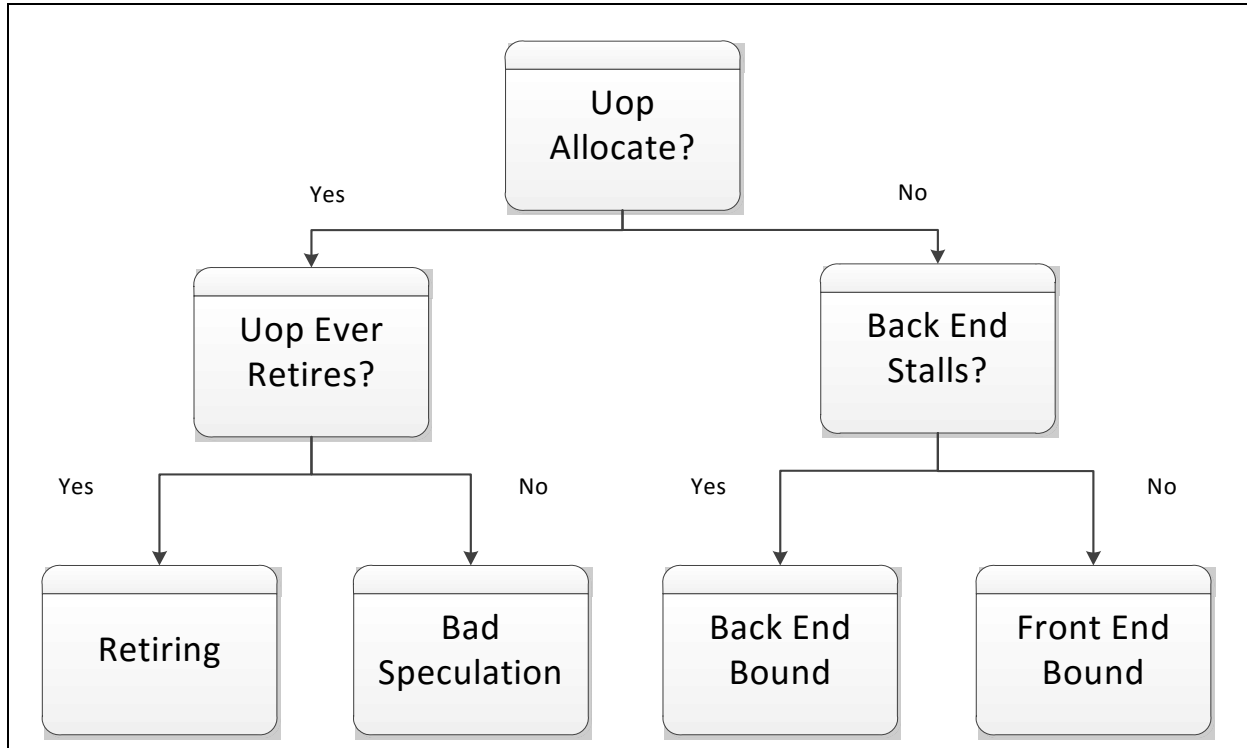 Uop
Allocate?
Yes
No
Uop Ever
Retires?
Back End
Stalls?
Yes
No
Yes
No
Retiring
Bad
Speculation
Back End
Bound
Front End
Bound